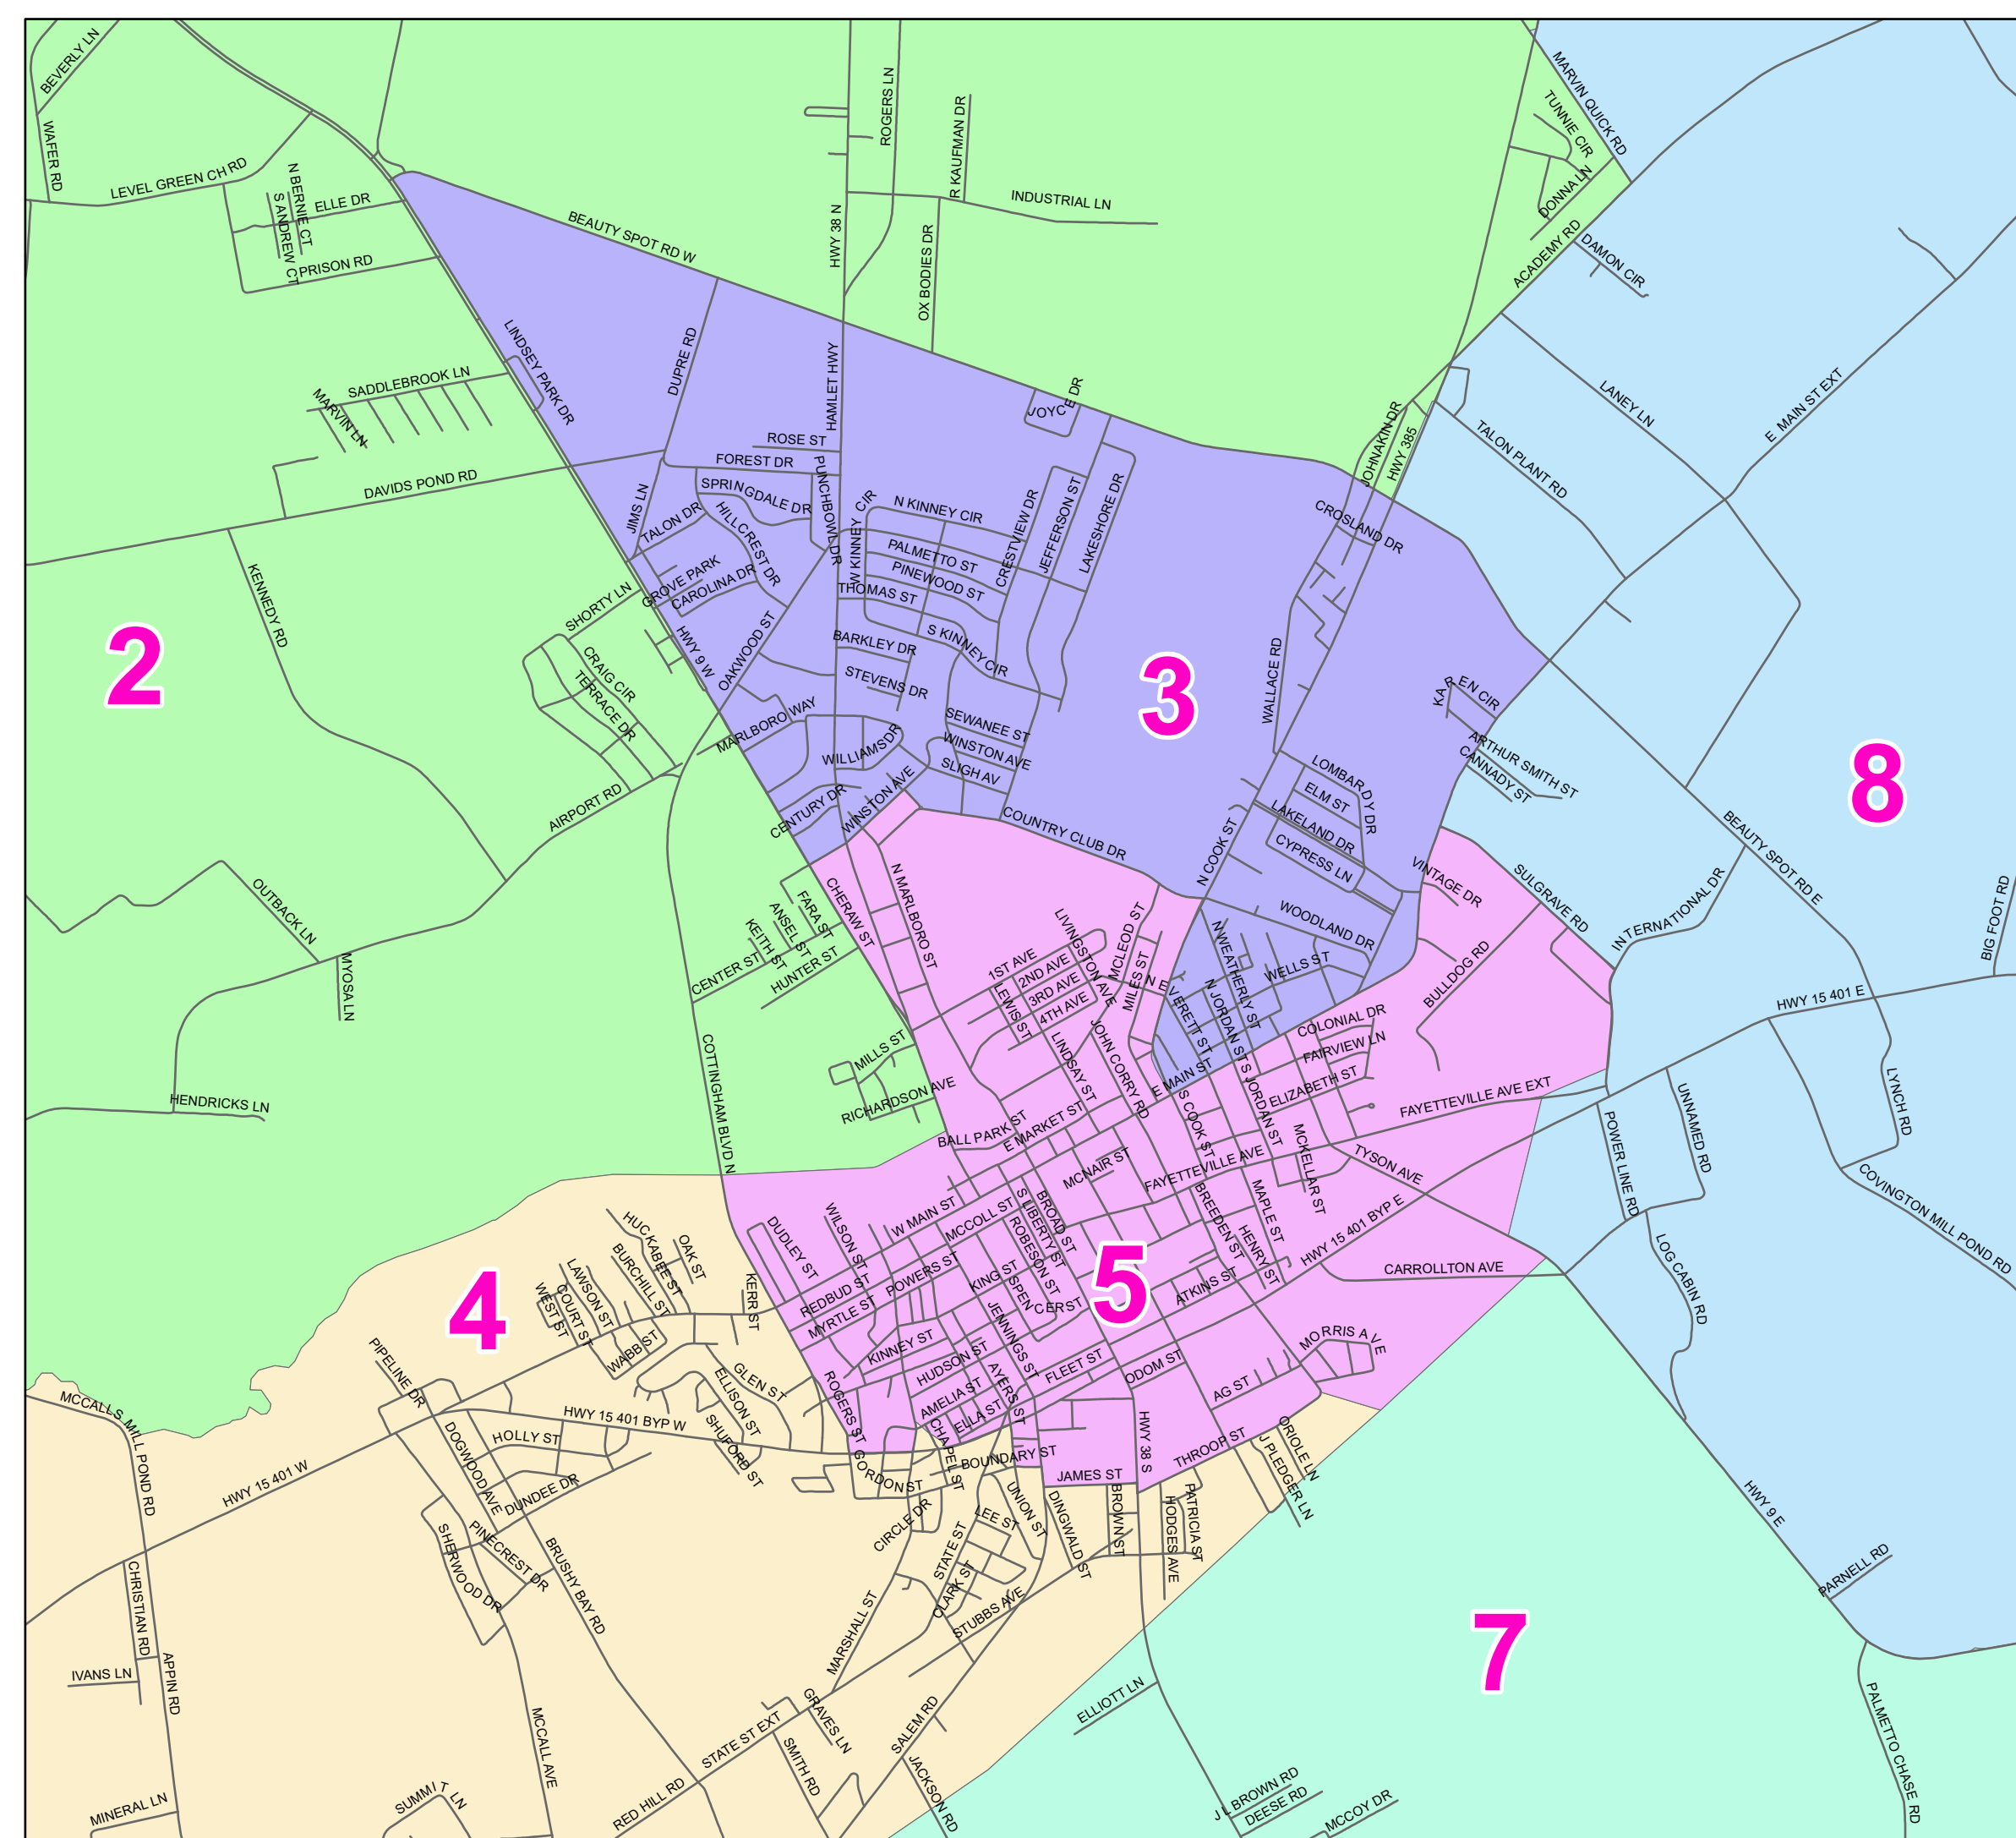 BEVERLY LN
WAFER RD
LEVEL GREEN CH RD
N BERNIE CT
S ANDREW CT
ELLE DR
PRISON RD
BEAUTY SPOT RD W
HWY 38 N
ROGERS LN
R KAUFMAN DR
INDUSTRIAL LN
OX BODIES DR
MARVIN QUICK RD
TUNNIE CIR
DONNA LN
ACADEMY RD
DAMON CIR
LINDSEY PARK DR
DUPRE RD
HAMLET HWY
SADDLEBROOK LN
MARVIN LN
DAVIDS POND RD
JOYCE DR
JOHNAKIN DR
HWY 385
LANEY LN
E MAIN ST EXT
TALON PLANT RD
ROSE ST
FOREST DR
SPRINGDALE DR
PUNCHBOWL DR
JIMS LN
TALON DR
HILLCREST DR
W KINNEY CIR
N KINNEY CIR
CRESTVIEW DR
JEFFERSON ST
LAKESHORE DR
CROSLAND DR
PALMETTO ST
PINEWOOD ST
THOMAS ST
GROVE PARK
CAROLINA DR
KENNEDY RD
SHORTY LN
HWY 9 W
OAKWOOD ST
BARKLEY DR
S KINNEY CIR
STEVENS DR
CRAIG CIR
TERRACE DR
2
3
WALLACE RD
KAREN CIR
ARTHUR SMITH ST
CANNADY ST
8
MARLBORO WAY
WILLIAMS DR
SEWANEE ST
WINSTON AVE
SLIGH AV
LOMBARDY DR
ELM ST
LAKELAND DR
CYPRESS LN
AIRPORT RD
CENTURY DR
WINSTON AVE
COUNTRY CLUB DR
N COOK ST
BEAUTY SPOT RD E
VINTAGE DR
SULGRAVE RD
INTERNATIONAL DR
BIG FOOT RD
OUTBACK LN
CHERAW ST
N MARLBORO ST
FARA ST
ANSEL ST
KEITH ST
CENTER ST
HUNTER ST
MYOSA LN
LIVINGSTON AVE
MCLEOD ST
MILES ST
WOODLAND DR
N WEATHERLY ST
WELLS ST
BULLDOG RD
HWY 15 401 E
1ST AVE
2ND AVE
3RD AVE
4TH AVE
LEWIS ST
N EVERETT ST
N JORDAN ST
COLONIAL DR
FAIRVIEW LN
ELIZABETH ST
MILLS ST
RICHARDSON AVE
COTTINGHAM BLVD N
HENDRICKS LN
LINDSAY ST
JOHN CORRY RD
E MAIN ST
S COOK ST
S JORDAN ST
FAYETTEVILLE AVE EXT
LYNCH RD
UNNAMED RD
POWER LINE RD
BALL PARK ST
E MARKET ST
MCNAIR ST
FAYETTEVILLE AVE
MCKELLAR ST
TYSON AVE
COVINGTON MILL POND RD
DUDLEY ST
WILSON ST
W MAIN ST
MCCOLL ST
S LIBERTY ST
BROAD ST
BREEDEN ST
MAPLE ST
HENRY ST
HWY 15 401 BYP E
LOG CABIN RD
HUCKABEE ST
OAK ST
BURCHILL ST
LAWSON ST
COURT ST
WEST ST
WABB ST
KERR ST
4
REDBUD ST
MYRTLE ST
POWERS ST
KING ST
ROBESON ST
SPENCER ST
5
ATKINS ST
CARROLLTON AVE
MORRIS AVE
KINNEY ST
HUDSON ST
JENNINGS ST
AYERS ST
FLEET ST
ODOM ST
AG ST
PIPELINE DR
GLEN ST
ELLISON ST
SHUFORD ST
ROGERS ST
AMELIA ST
ELLA ST
CHAPEL ST
MCCALLS MILL POND RD
HWY 15 401 BYP W
HWY 15 401 W
DOGWOOD AVE
HOLLY ST
DUNDEE DR
GORDON ST
BOUNDARY ST
JAMES ST
HWY 38 S
THROOP ST
ORIOLE LN
J PLEDGER LN
HWY 9 E
PARNELL RD
SHERWOOD DR
PINECREST DR
BRUSHY BAY RD
CIRCLE DR
LEE ST
UNION ST
DINGWALD ST
BROWN ST
HODGES AVE
PATRICIA ST
STATE ST
CLARK ST
STUBBS AVE
MARSHALL ST
CHRISTIAN RD
IVANS LN
APPIN RD
MCCALL AVE
MINERAL LN
SUMMIT LN
RED HILL RD
STATE ST EXT
GRAVES LN
SMITH RD
SALEM RD
JACKSON RD
7
ELLIOTT LN
J L BROWN RD
DEESE RD
MCCOY DR
PALMETTO CHASE RD